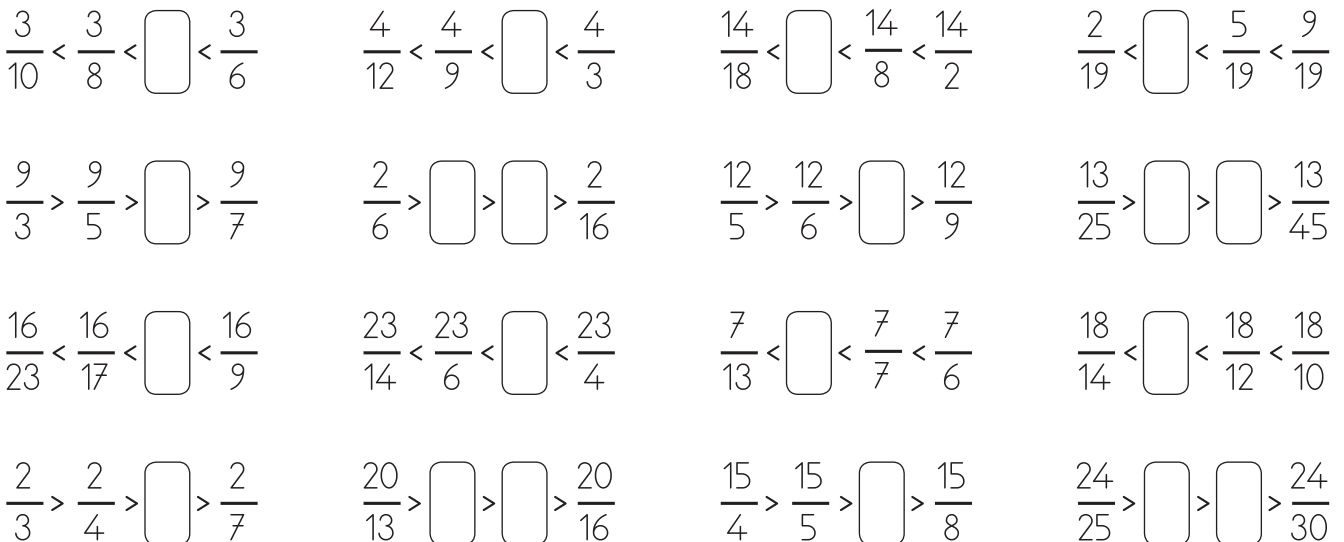 3/10 < 3/8 < □ < 3/6    4/12 < 4/9 < □ < 4/3    14/18 < □ < 14/8 < 14/2    2/19 < □ < 5/19 < 9/19
9/3 > 9/5 > □ > 9/7    2/6 > □ > □ > 2/16    12/5 > 12/6 > □ > 12/9    13/25 > □ > □ > 13/45
16/23 < 16/17 < □ < 16/9    23/14 < 23/6 < □ < 23/4    7/13 < □ < 7/7 < 7/6    18/14 < □ < 18/12 < 18/10
2/3 > 2/4 > □ > 2/7    20/13 > □ > □ > 20/16    15/4 > 15/5 > □ > 15/8    24/25 > □ > □ > 24/30